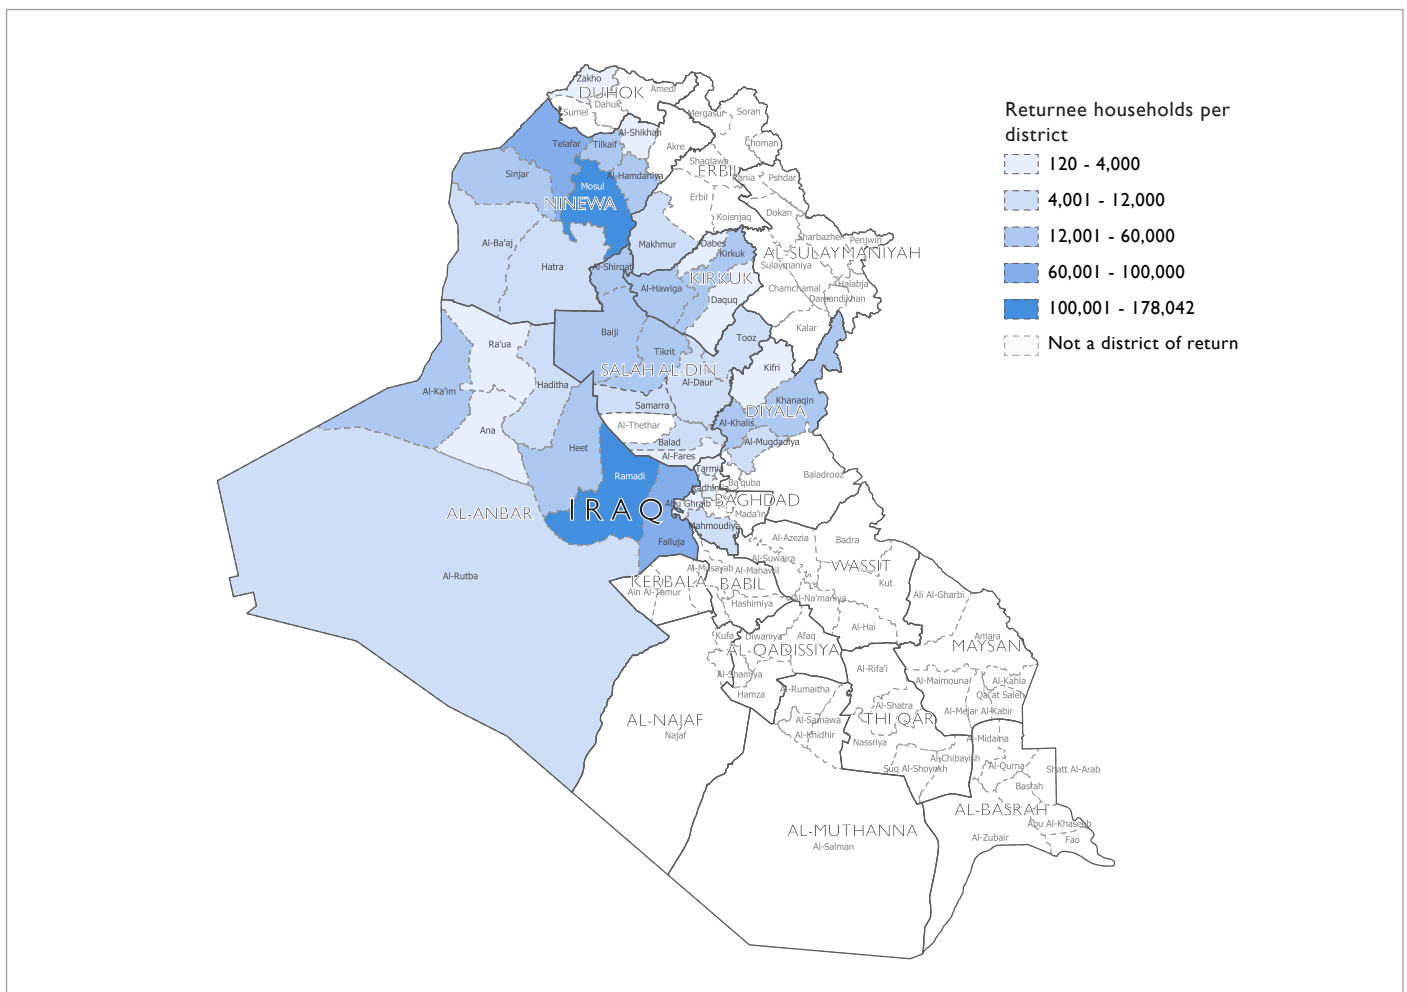 Returnee households per
district
120 - 4,000
4,001 - 12,000
12,001 - 60,000
60,001 - 100,000
100,001 - 178,042
Not a district of return
Zakho
DUHOK
Amedi
Dahuk
Sumel
Mergasur
Soran
Al-Shikhan
Telafar
Tilkaif
Akre
Choman
Shaqlawa
ERBIL
Rania
Pshdar
Sinjar
Al-Hamdaniya
Mosul
NINEWA
Erbil
Koisnjaq
Dokan
Al-Ba'aj
Makhmur
Dabes
Kirkuk
Sharbazher
Penjwin
AL-SULAYMANIYAH
Sulaymaniya
Hatra
Al-Shirqat
KIRKUK
Al-Hawiga
Chamchamal
Halabja
Darbandikhan
Daquq
Ra'ua
Baiji
Tikrit
Tooz
Kalar
SALAH AL-DIN
Kifri
Al-Ka'im
Haditha
Al-Daur
Khanaqin
Samarra
DIYALA
Ana
Al-Thethar
Al-Khalis
Heet
Balad
Al-Muqdadiya
Al-Fares
Ramadi
Tarmia
Baladrooz
Kadhimia
Ba'quba
AL-ANBAR
IRAQ
Abu Ghraib
BAGHDAD
Mada'in
Mahmoudiya
Falluja
Al-Azezia
Badra
Al-Suwaira
Al-Rutba
Al-Musayab
Al-Mahawil
WASSIT
KERBALA
BABIL
Kut
Ain Al-Tamur
Hashimiya
Al-Na'maniya
Ali Al-Gharbi
Al-Hai
Kufa
Diwaniya
Afaq
AL-QADISSIYA
Amara
MAYSAN
Al-Shamiya
Al-Rifa'i
Al-Maimouna
Al-Kahla
Hamza
Al-Rumaitha
Qal'at Saleh
Al-Shatra
Al-Mejar Al-Kabir
AL-NAJAF
Najaf
Al-Samawa
THI QAR
Al-Khidhir
Nassriya
Al-Midaina
Al-Chibayish
Suq Al-Shoyokh
Al-Qurna
Shatt Al-Arab
Basrah
AL-BASRAH
Abu Al-Khaseeb
AL-MUTHANNA
Al-Salman
Al-Zubair
Fao